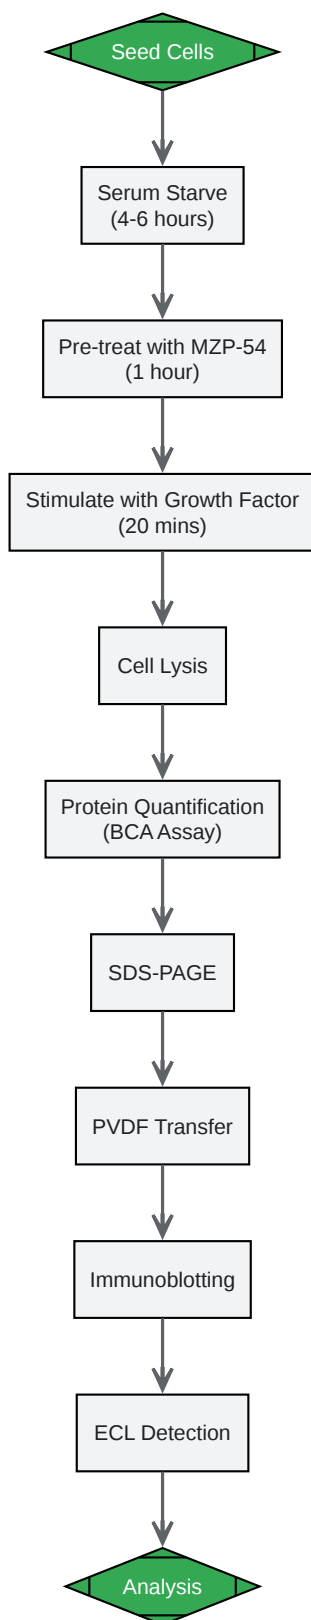 Seed Cells
Serum Starve
(4-6 hours)
Pre-treat with MZP-54
(1 hour)
Stimulate with Growth Factor
(20 mins)
Cell Lysis
Protein Quantification
(BCA Assay)
SDS-PAGE
PVDF Transfer
Immunoblotting
ECL Detection
Analysis